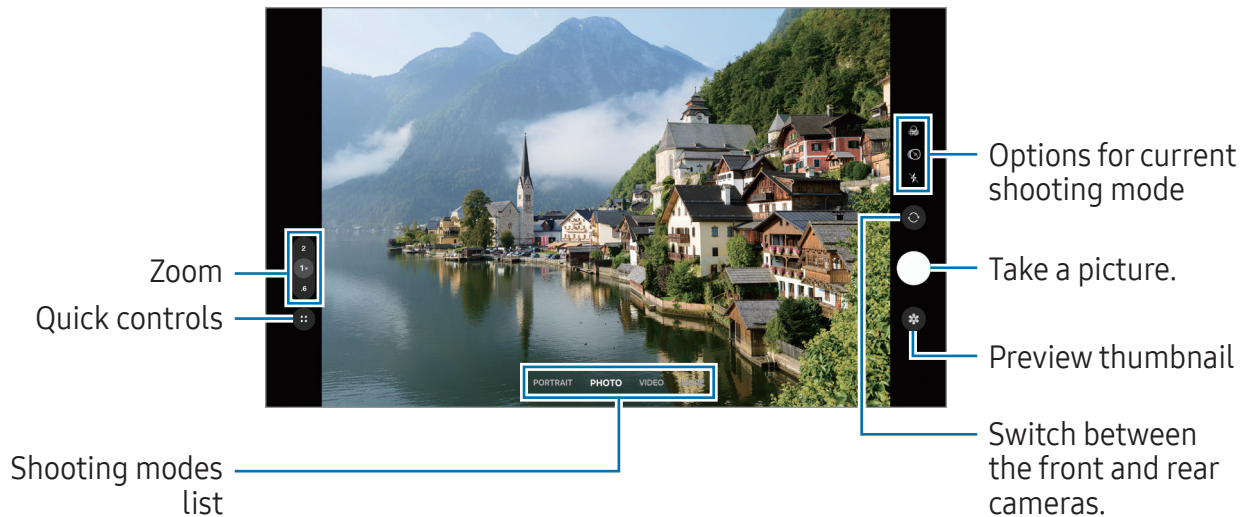 Options for current
shooting mode
2
Zoom
1×
.6
Take a picture.
Quick controls
Preview thumbnail
PORTRAIT PHOTO VIDEO
Switch between
the front and rear
cameras.
Shooting modes
list